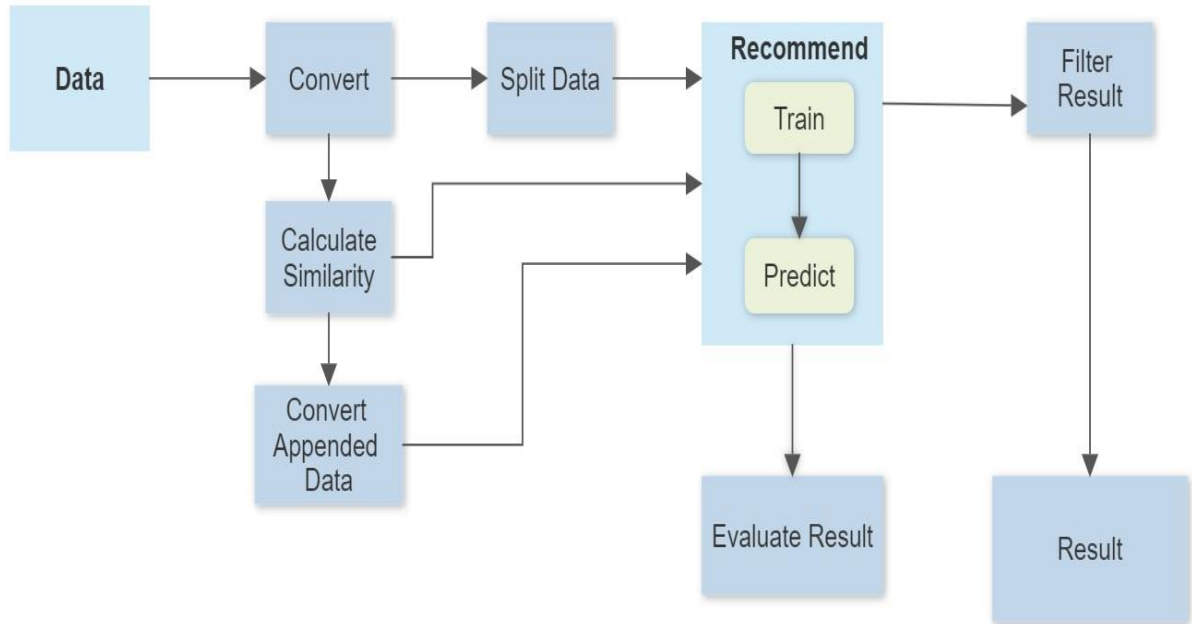 Data
Convert
Split Data
Recommend
Train
Predict
Filter
Result
Calculate
Similarity
Convert
Appended
Data
Evaluate Result
Result